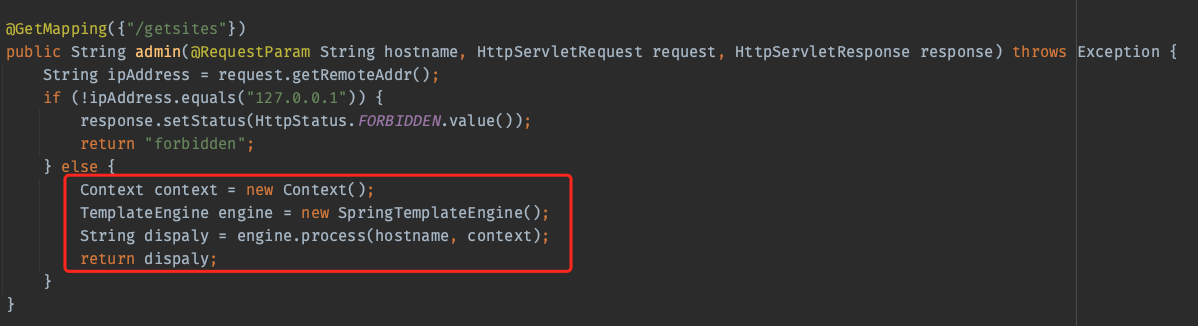 @GetMapping({"/getsites"})
public String admin(@RequestParam String hostname, HttpServletRequest request, HttpServletResponse response) throws Exception {
    String ipAddress = request.getRemoteAddr();
    if (!ipAddress.equals("127.0.0.1")) {
        response.setStatus(HttpStatus.FORBIDDEN.value());
        return "forbidden";
    } else {
        Context context = new Context();
        TemplateEngine engine = new SpringTemplateEngine();
        String dispaly = engine.process(hostname, context);
        return dispaly;
    }
}